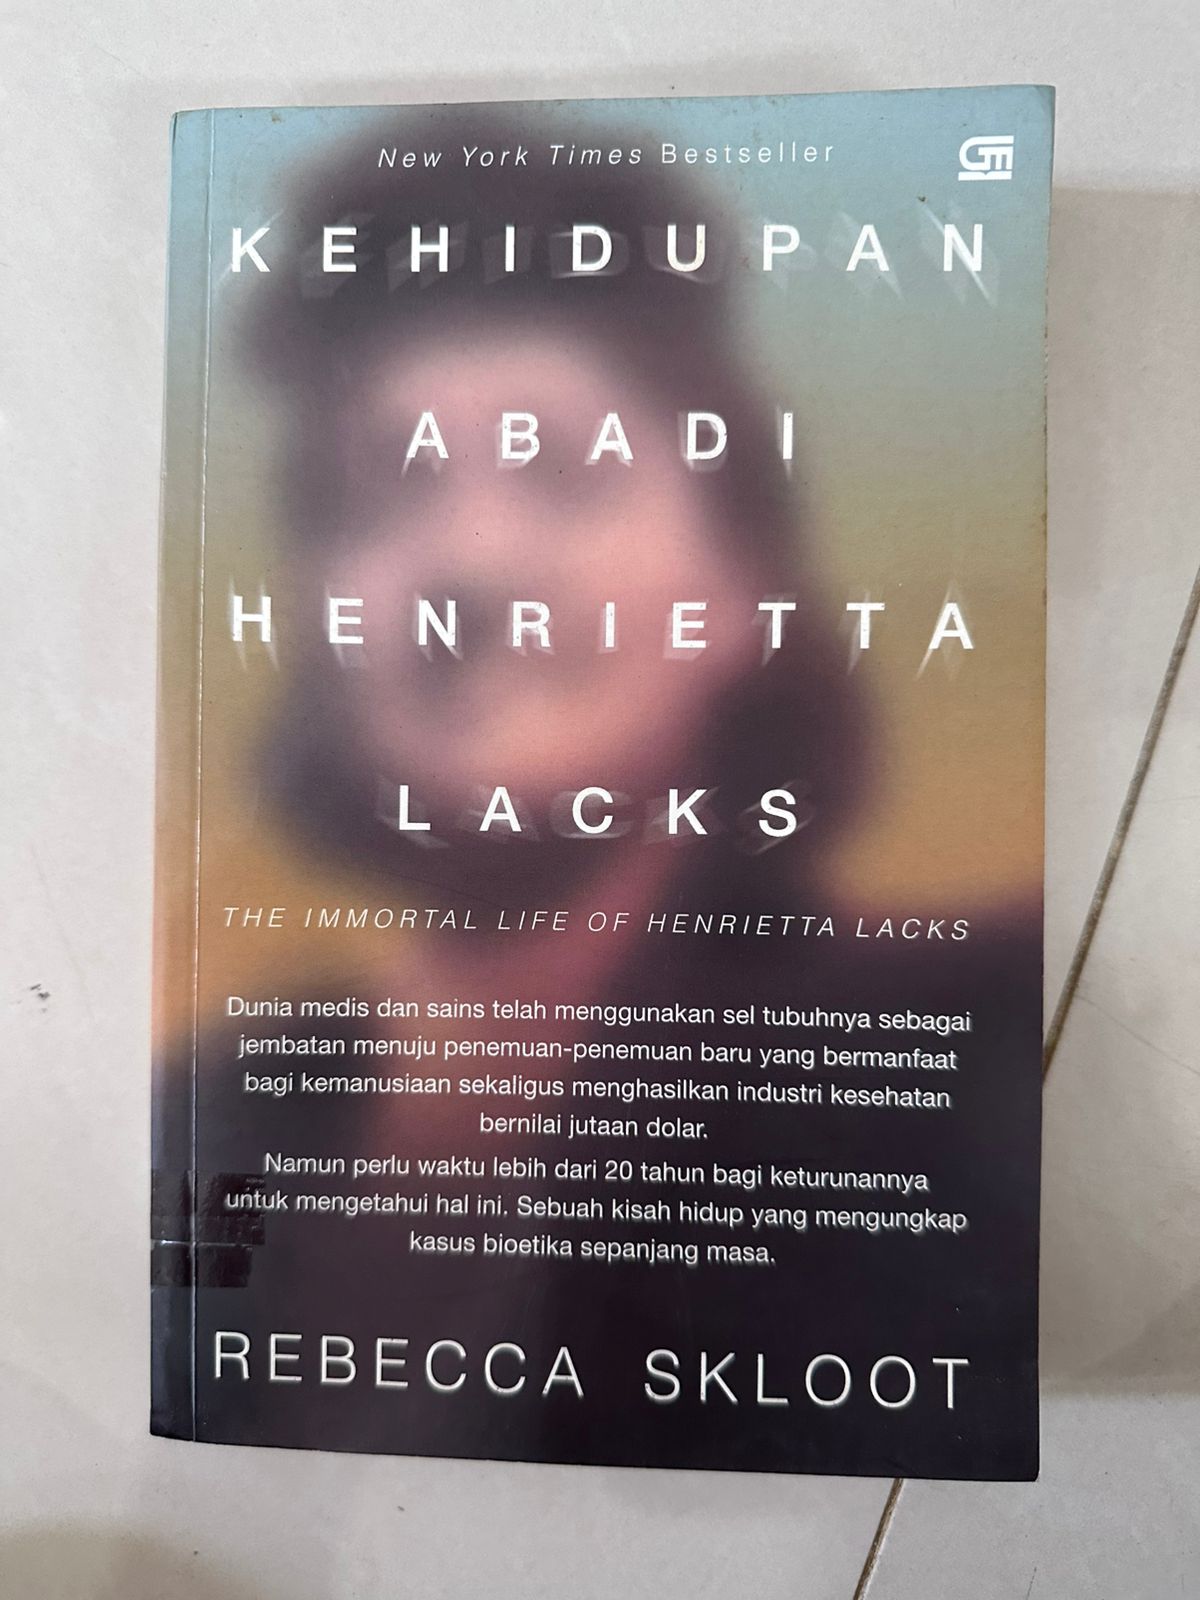 New York Times Bestseller
GM
KEHIDUPAN
ABADI
HENRIETTA
LACKS
THE IMMORTAL LIFE OF HENRIETTA LACKS
Dunia medis dan sains telah menggunakan sel tubuhnya sebagai
jembatan menuju penemuan-penemuan baru yang bermanfaat
bagi kemanusiaan sekaligus menghasilkan industri kesehatan
bernilai jutaan dolar.
Namun perlu waktu lebih dari 20 tahun bagi keturunannya
untuk mengetahui hal ini. Sebuah kisah hidup yang mengungkap
kasus bioetika sepanjang masa.
REBECCA SKLOOT